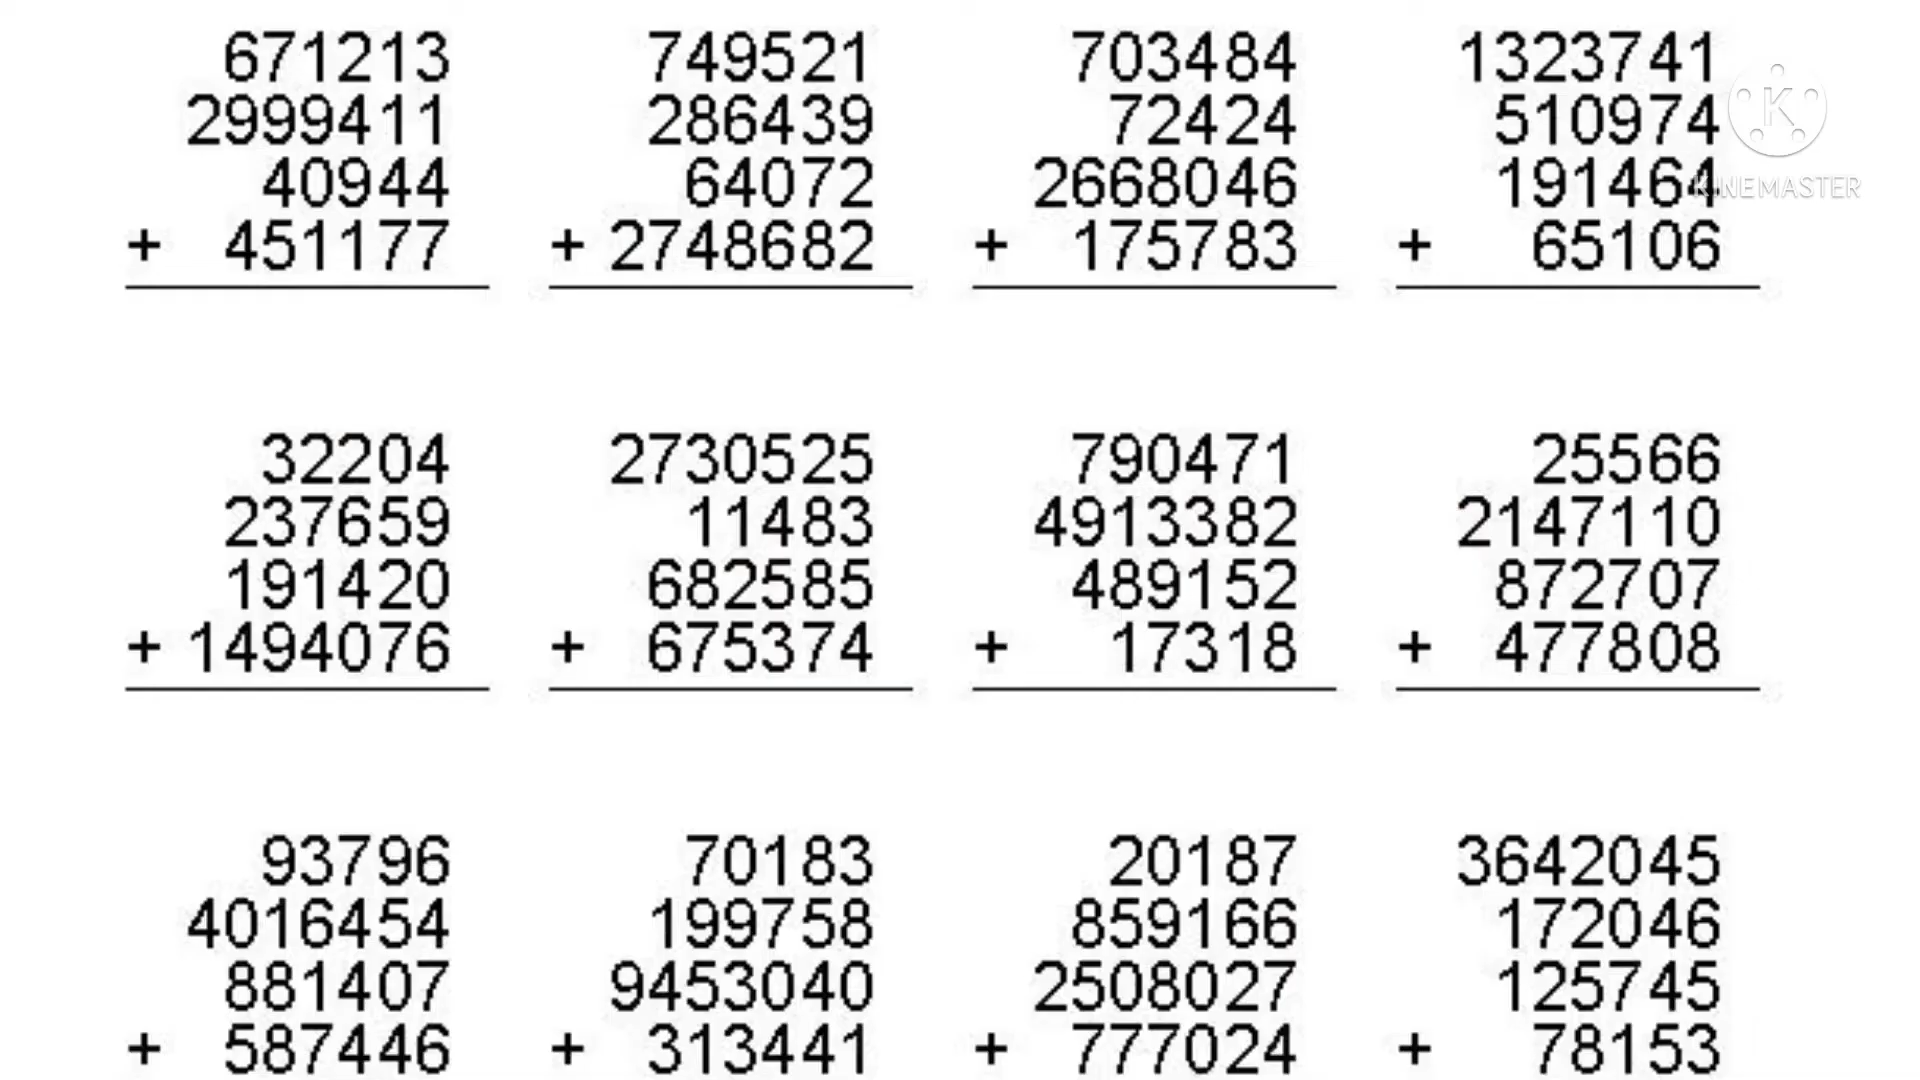 671213 749521 703484 1323741
2999411 286439 72424 510974
40944 64072 2668046 191464
+ 451177 + 2748682 + 175783 + 65106
KINEMASTER
32204 2730525 790471 25566
237659 11483 4913382 2147110
191420 682585 489152 872707
+ 1494076 + 675374 + 17318 + 477808
93796 70183 20187 3642045
4016454 199758 859166 172046
881407 9453040 2508027 125745
+ 587446 + 313441 + 777024 + 78153